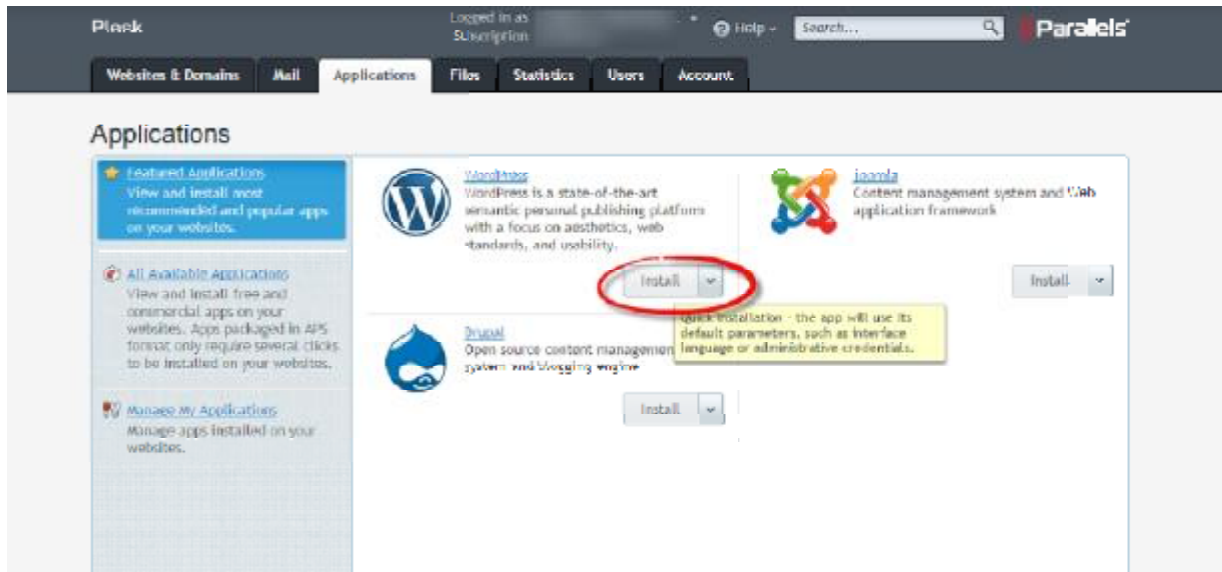 Plesk
Logged in as
Subscription
Help
Search...
Parallels
Websites & Domains Mail Applications Files Statistics Users Account
Applications
Featured Applications
View and install most
recommended and popular apps
on your websites.
All Available Applications
View and install free and
commercial apps on your
websites. Apps packaged in APS
format only require several clicks
to be installed on your websites.
Manage My Applications
Manage apps installed on your
websites.
WordPress
WordPress is a state-of-the-art
semantic personal publishing platform
with a focus on aesthetics, web
standards, and usability.
Install
Joomla
Content management system and Web
application framework
Install
Quick installation - the app will use its
default parameters, such as interface
language or administrative credentials.
Drupal
Open source content management
system and blogging engine
Install